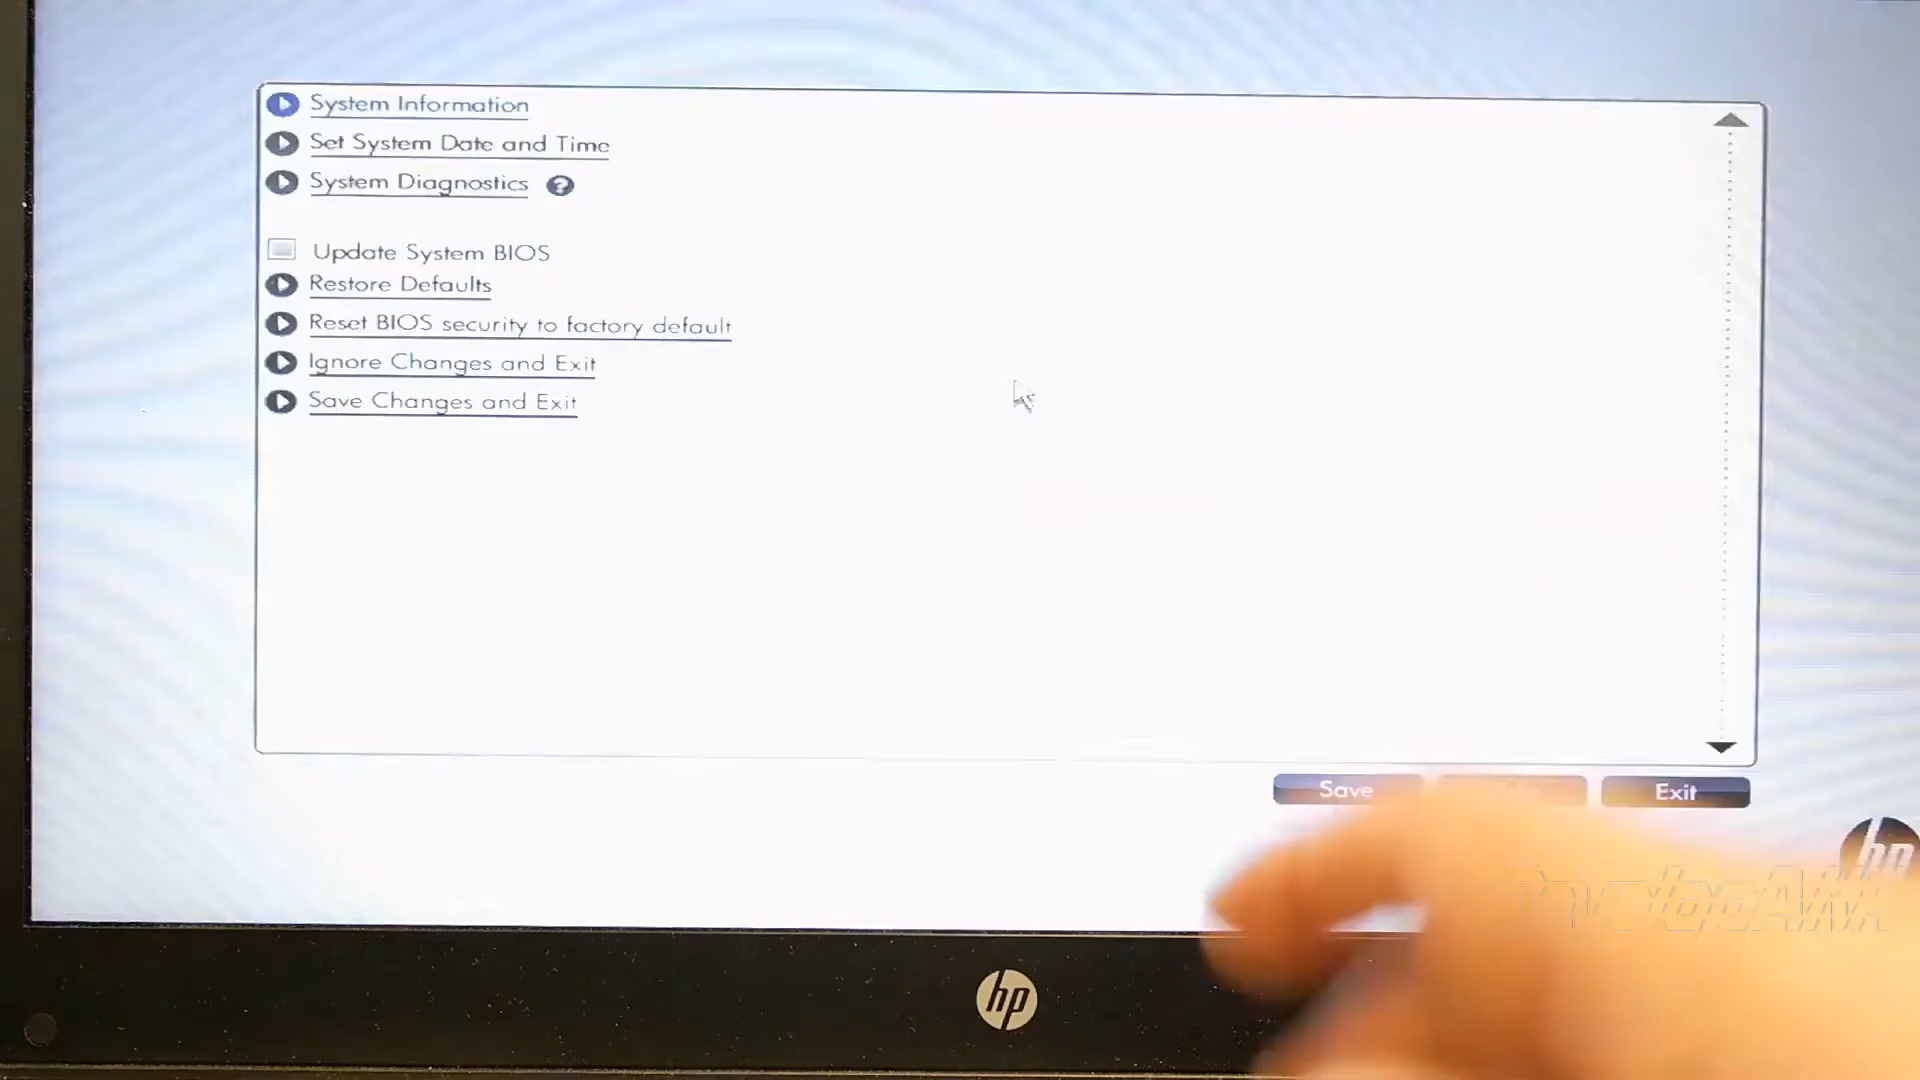 System Information
Set System Date and Time
System Diagnostics ?
Update System BIOS
Restore Defaults
Reset BIOS security to factory default
Ignore Changes and Exit
Save Changes and Exit
Save
Exit
hp
hp